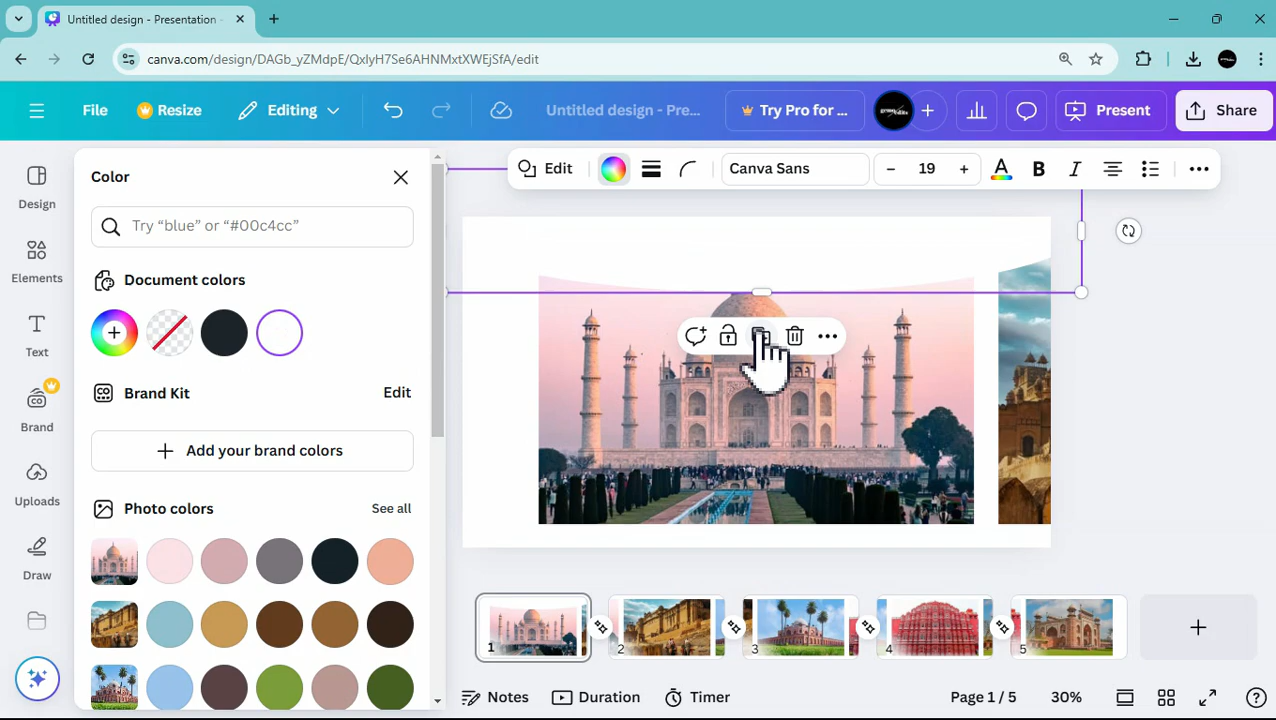 Untitled design - Presentation -
canva.com/design/DAGb_yZMdpE/QxIyH7Se6AHNMxtXWEjSfA/edit
File
Resize
Editing
Untitled design - Pre...
Try Pro for ...
Present
Share
Design
Elements
Text
Brand
Uploads
Draw
Color
Try “blue” or “#00c4cc”
Document colors
Brand Kit
Edit
Add your brand colors
Photo colors
See all
Edit
Canva Sans
– 19 +
A
B
I
1
2
3
4
5
Notes
Duration
Timer
Page 1 / 5
30%